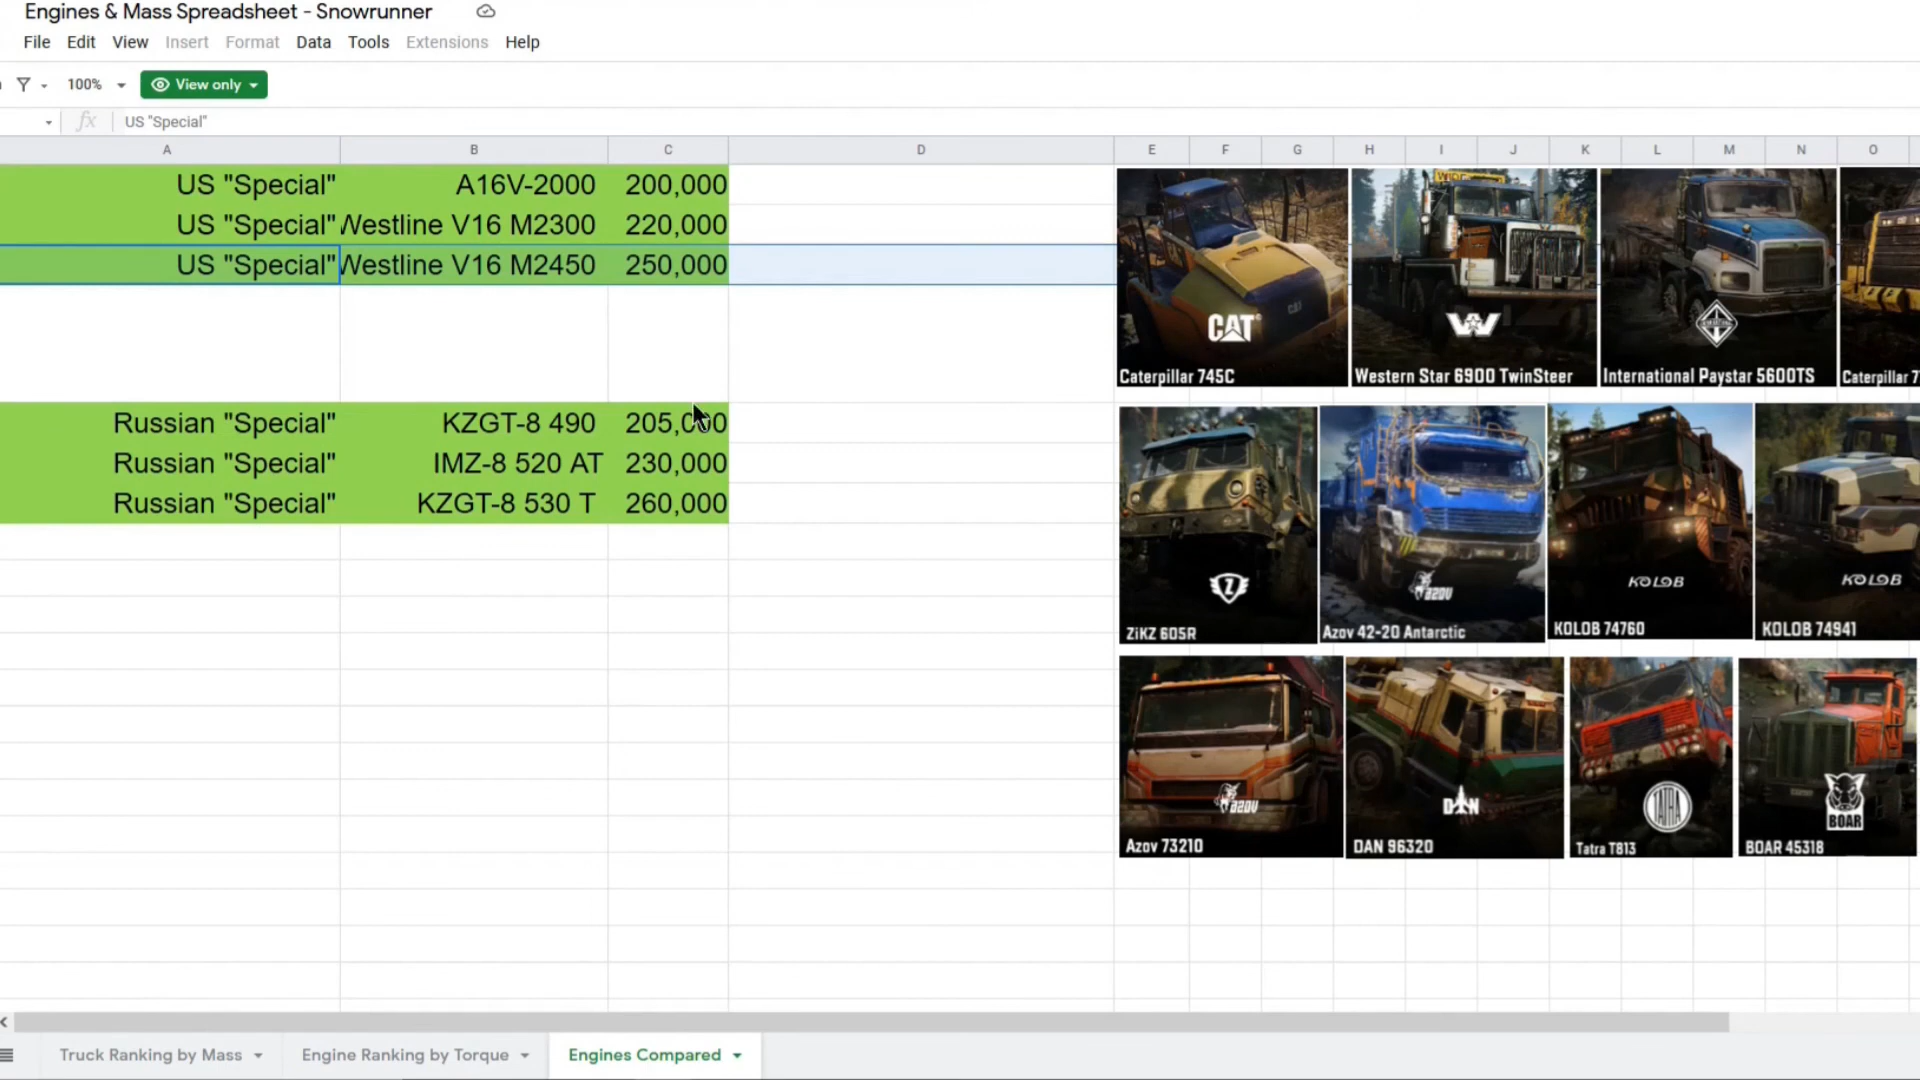 Engines & Mass Spreadsheet - Snowrunner
File Edit View Insert Format Data Tools Extensions Help
100% View only
fx US "Special"
A B C D E F G H I J K L M N O
US "Special" A16V-2000 200,000
US "Special" Westline V16 M2300 220,000
US "Special" Westline V16 M2450 250,000
CAT
Caterpillar 745C Western Star 6900 TwinSteer International Paystar 5600TS Caterpillar 7
Russian "Special" KZGT-8 490 205,000
Russian "Special" IMZ-8 520 AT 230,000
Russian "Special" KZGT-8 530 T 260,000
AZOV KOLOB KOLOB
ZiKZ 605R Azov 42-20 Antarctic KOLOB 74760 KOLOB 74941
AZOV DAN TATRA BOAR
Azov 73210 DAN 96320 Tatra T813 BOAR 45318
Truck Ranking by Mass Engine Ranking by Torque Engines Compared